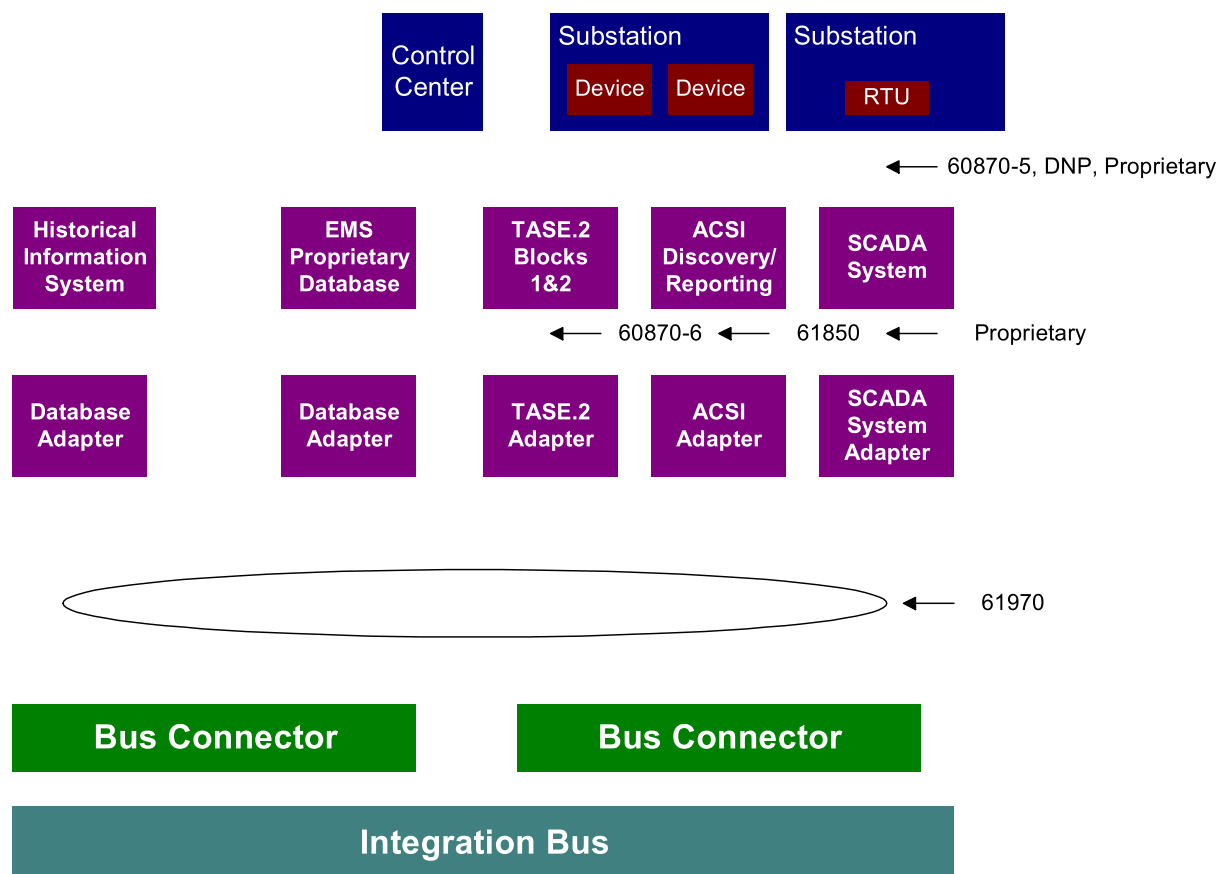 Control
Center
Substation
Device
Device
Substation
RTU
60870-5, DNP, Proprietary
Historical
Information
System
EMS
Proprietary
Database
TASE.2
Blocks
1&2
ACSI
Discovery/
Reporting
SCADA
System
60870-6
61850
Proprietary
Database
Adapter
Database
Adapter
TASE.2
Adapter
ACSI
Adapter
SCADA
System
Adapter
61970
Bus Connector
Bus Connector
Integration Bus